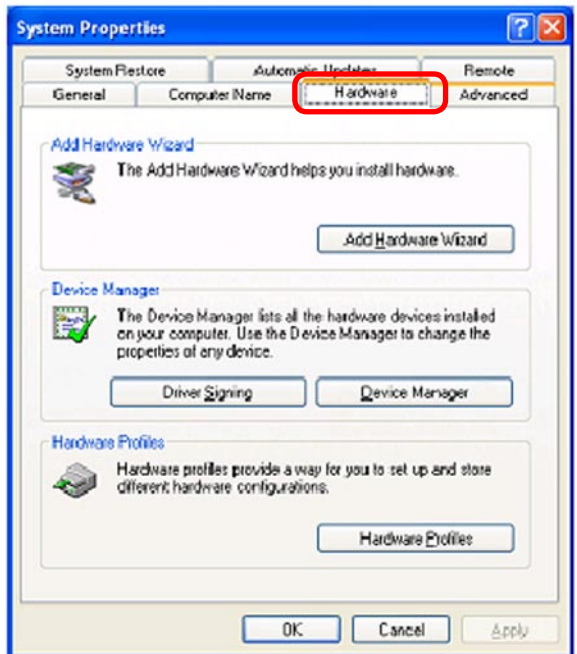 System Properties
System Restore Automatic Updates Remote
General Computer Name Hardware Advanced
Add Hardware Wizard
The Add Hardware Wizard helps you install hardware.
Add Hardware Wizard
Device Manager
The Device Manager lists all the hardware devices installed
on your computer. Use the Device Manager to change the
properties of any device.
Driver Signing Device Manager
Hardware Profiles
Hardware profiles provide a way for you to set up and store
different hardware configurations.
Hardware Profiles
OK Cancel Apply